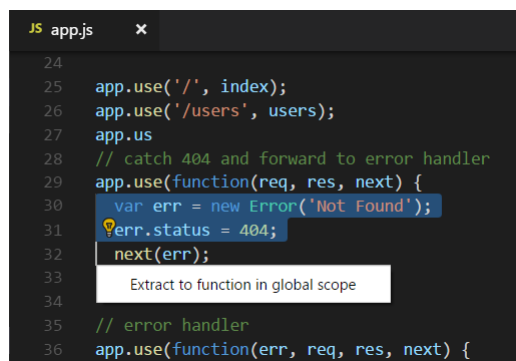 JS app.js ×
24
25 app.use('/', index);
26 app.use('/users', users);
27 app.us
28 // catch 404 and forward to error handler
29 app.use(function(req, res, next) {
30 var err = new Error('Not Found');
31 err.status = 404;
32 next(err);
33
Extract to function in global scope
34
35 // error handler
36 app.use(function(err, req, res, next) {